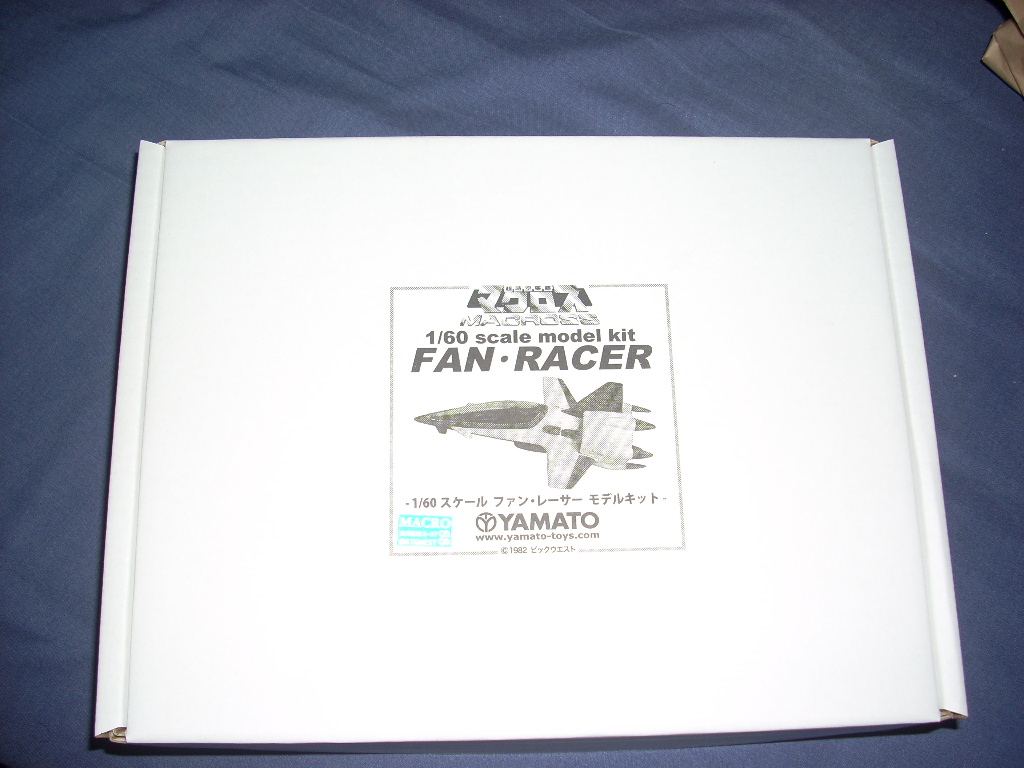 MACROSS
1/60 scale model kit
FAN・RACER
- 1/60 スケール ファン・レーサー モデルキット -
MACRO
YAMATO
www.yamato-toys.com
©1982 ビックウエスト